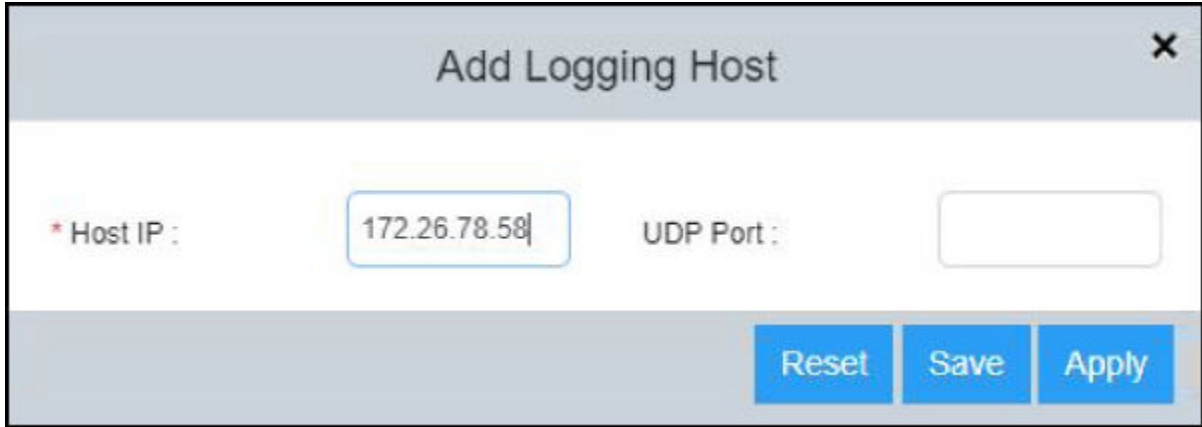 Add Logging Host
* Host IP : 172.26.78.58 UDP Port :
Reset Save Apply